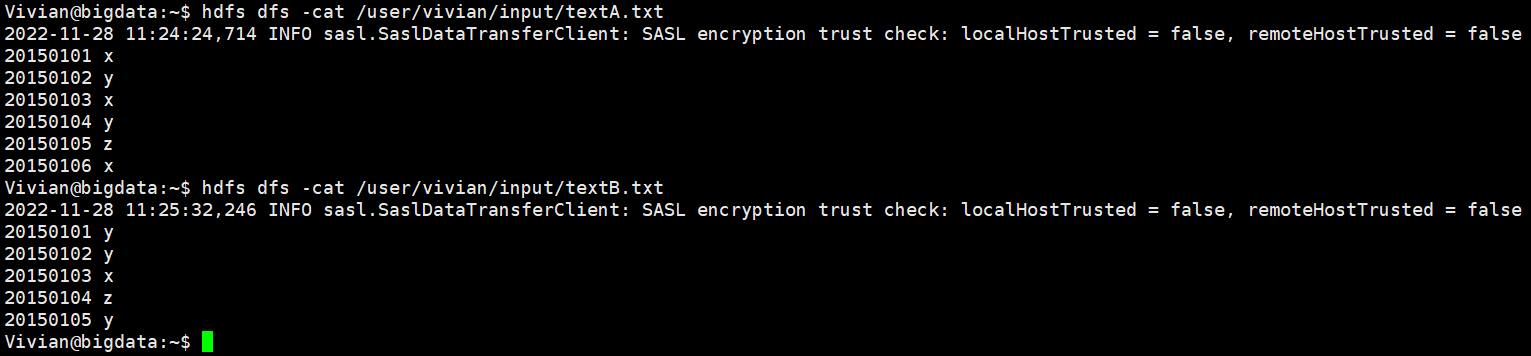 Vivian@bigdata:~$ hdfs dfs -cat /user/vivian/input/textA.txt
2022-11-28 11:24:24,714 INFO sasl.SaslDataTransferClient: SASL encryption trust check: localHostTrusted = false, remoteHostTrusted = false
20150101 x
20150102 y
20150103 x
20150104 y
20150105 z
20150106 x
Vivian@bigdata:~$ hdfs dfs -cat /user/vivian/input/textB.txt
2022-11-28 11:25:32,246 INFO sasl.SaslDataTransferClient: SASL encryption trust check: localHostTrusted = false, remoteHostTrusted = false
20150101 y
20150102 y
20150103 x
20150104 z
20150105 y
Vivian@bigdata:~$